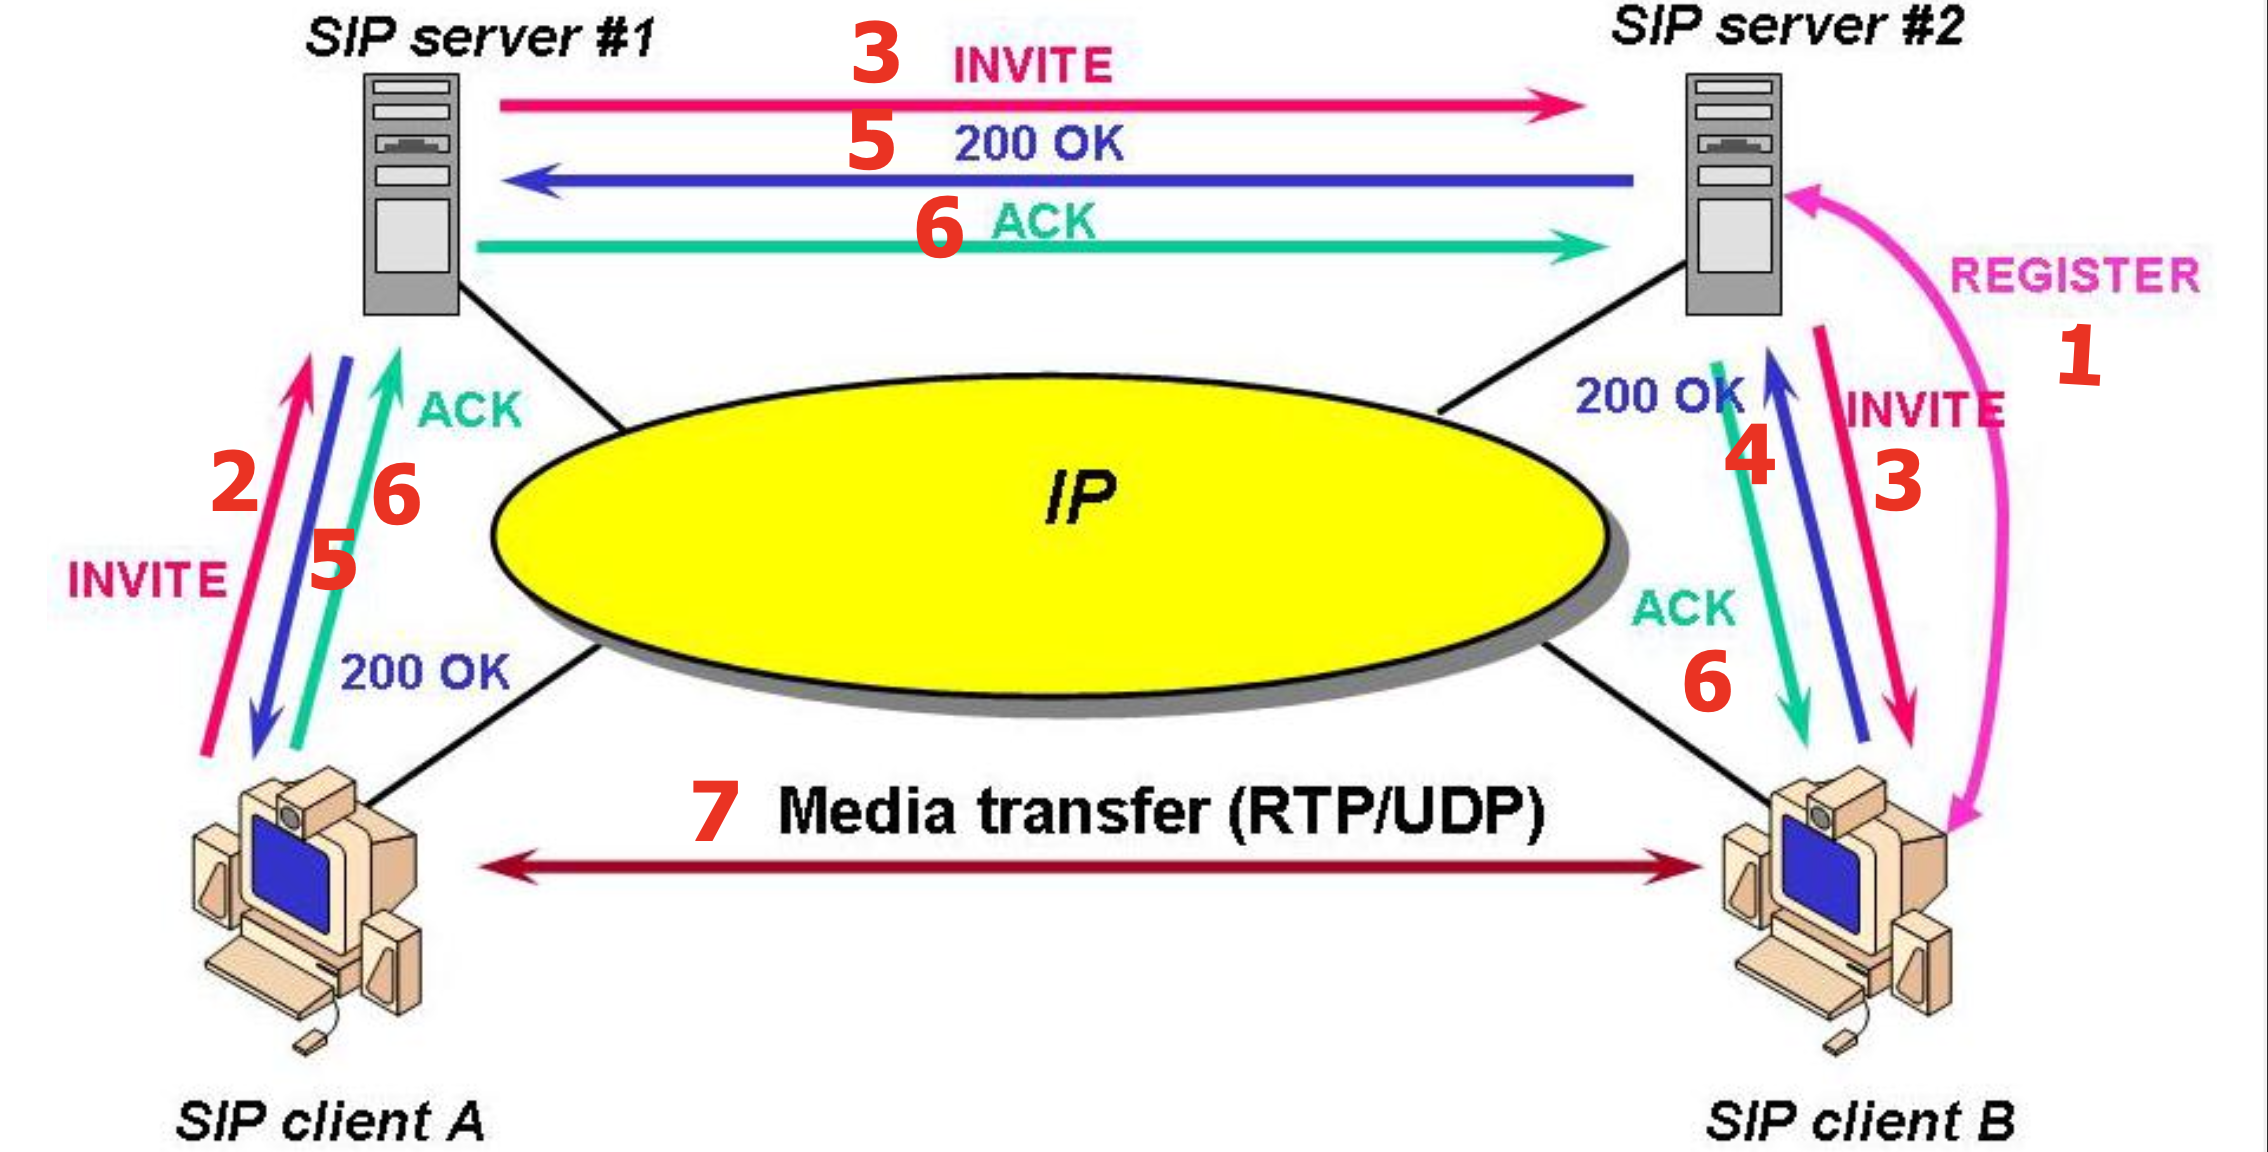 SIP server #1
SIP server #2
3 INVITE
5 200 OK
6 ACK
REGISTER
1
ACK
200 OK
INVITE
2
6
4
3
IP
5
INVITE
ACK
200 OK
6
7 Media transfer (RTP/UDP)
SIP client A
SIP client B